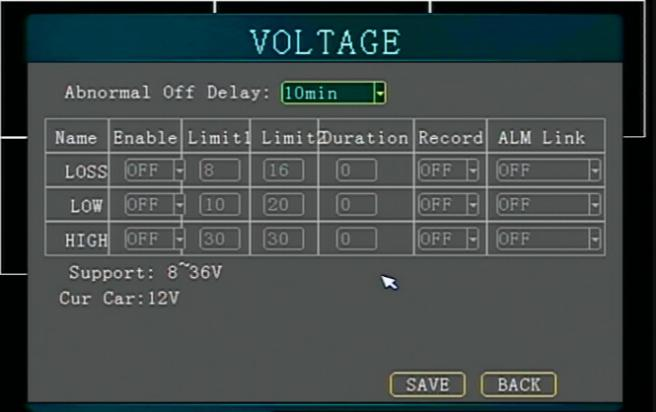 VOLTAGE
Abnormal Off Delay: 10min
Name Enable Limit1 Limit2 Duration Record ALM Link
LOSS OFF 8 16 0 OFF OFF
LOW OFF 10 20 0 OFF OFF
HIGH OFF 30 30 0 OFF OFF
Support: 8~36V
Cur Car:12V
SAVE BACK